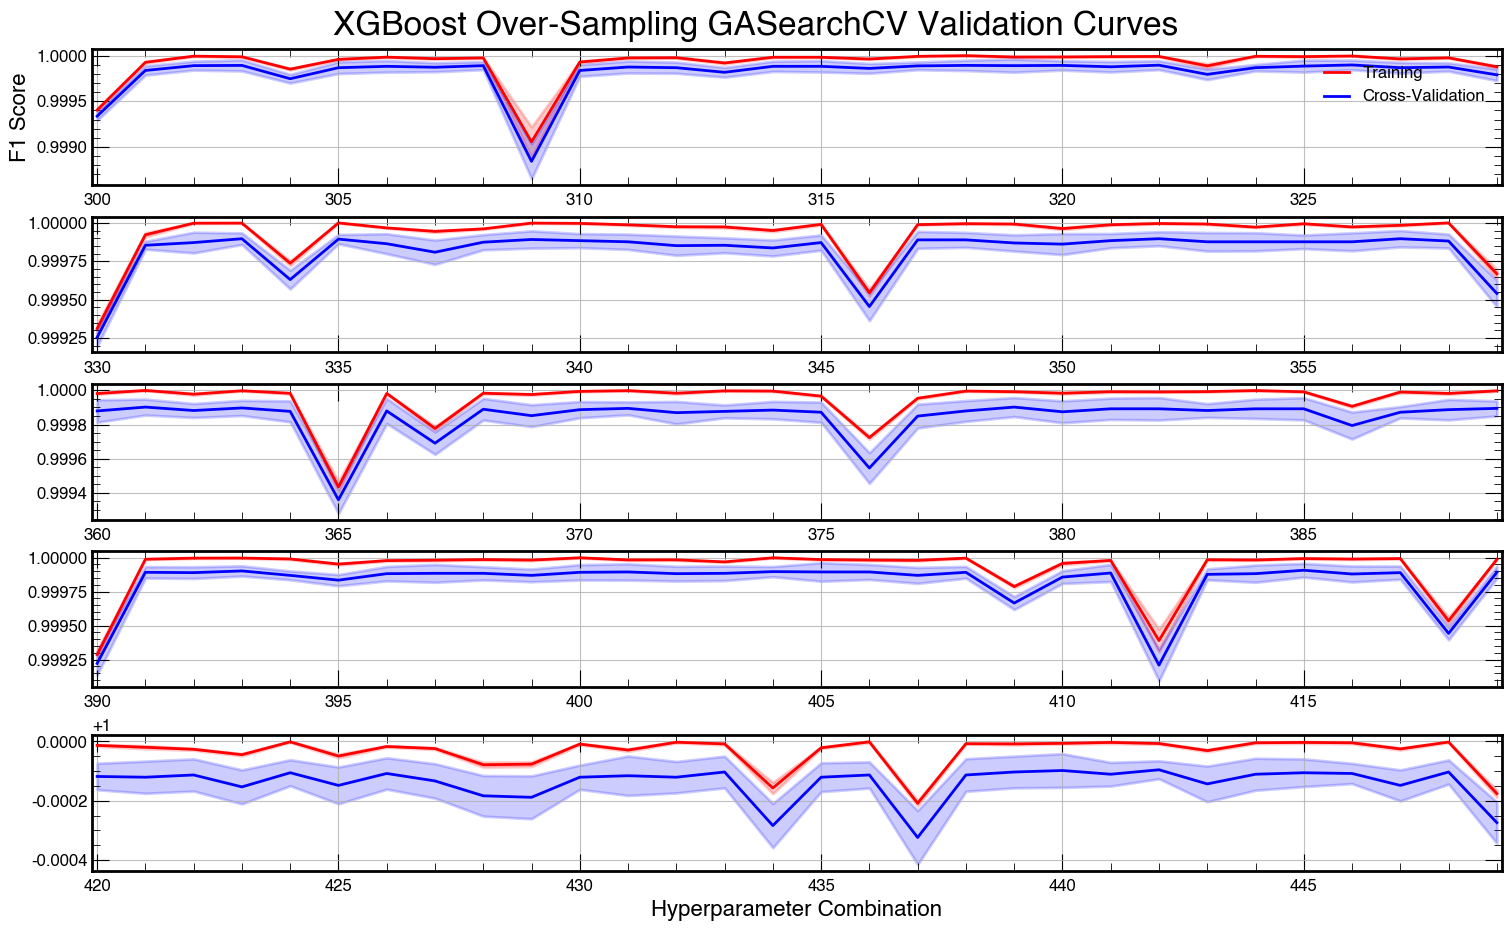 XGBoost Over-Sampling GASearchCV Validation Curves
1.0000
0.9995
0.9990
F1 Score
Training
Cross-Validation
300 305 310 315 320 325
1.00000
0.99975
0.99950
0.99925
330 335 340 345 350 355
1.0000
0.9998
0.9996
0.9994
360 365 370 375 380 385
1.00000
0.99975
0.99950
0.99925
390 395 400 405 410 415
+1
0.0000
-0.0002
-0.0004
420 425 430 435 440 445
Hyperparameter Combination